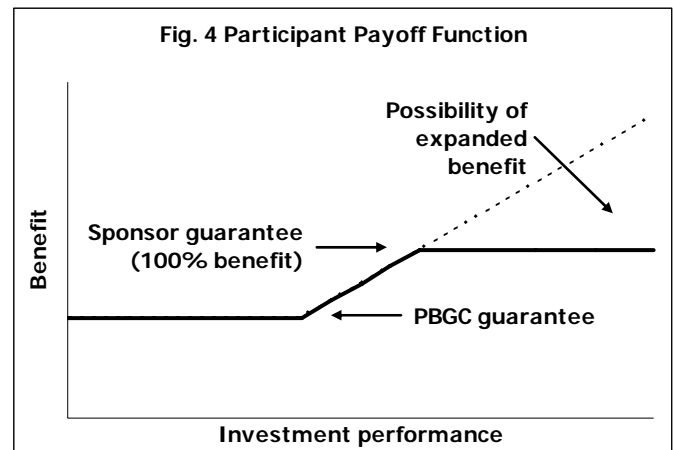 Fig. 4 Participant Payoff Function
Possibility of
expanded
benefit
Sponsor guarantee
(100% benefit)
PBGC guarantee
Benefit
Investment performance